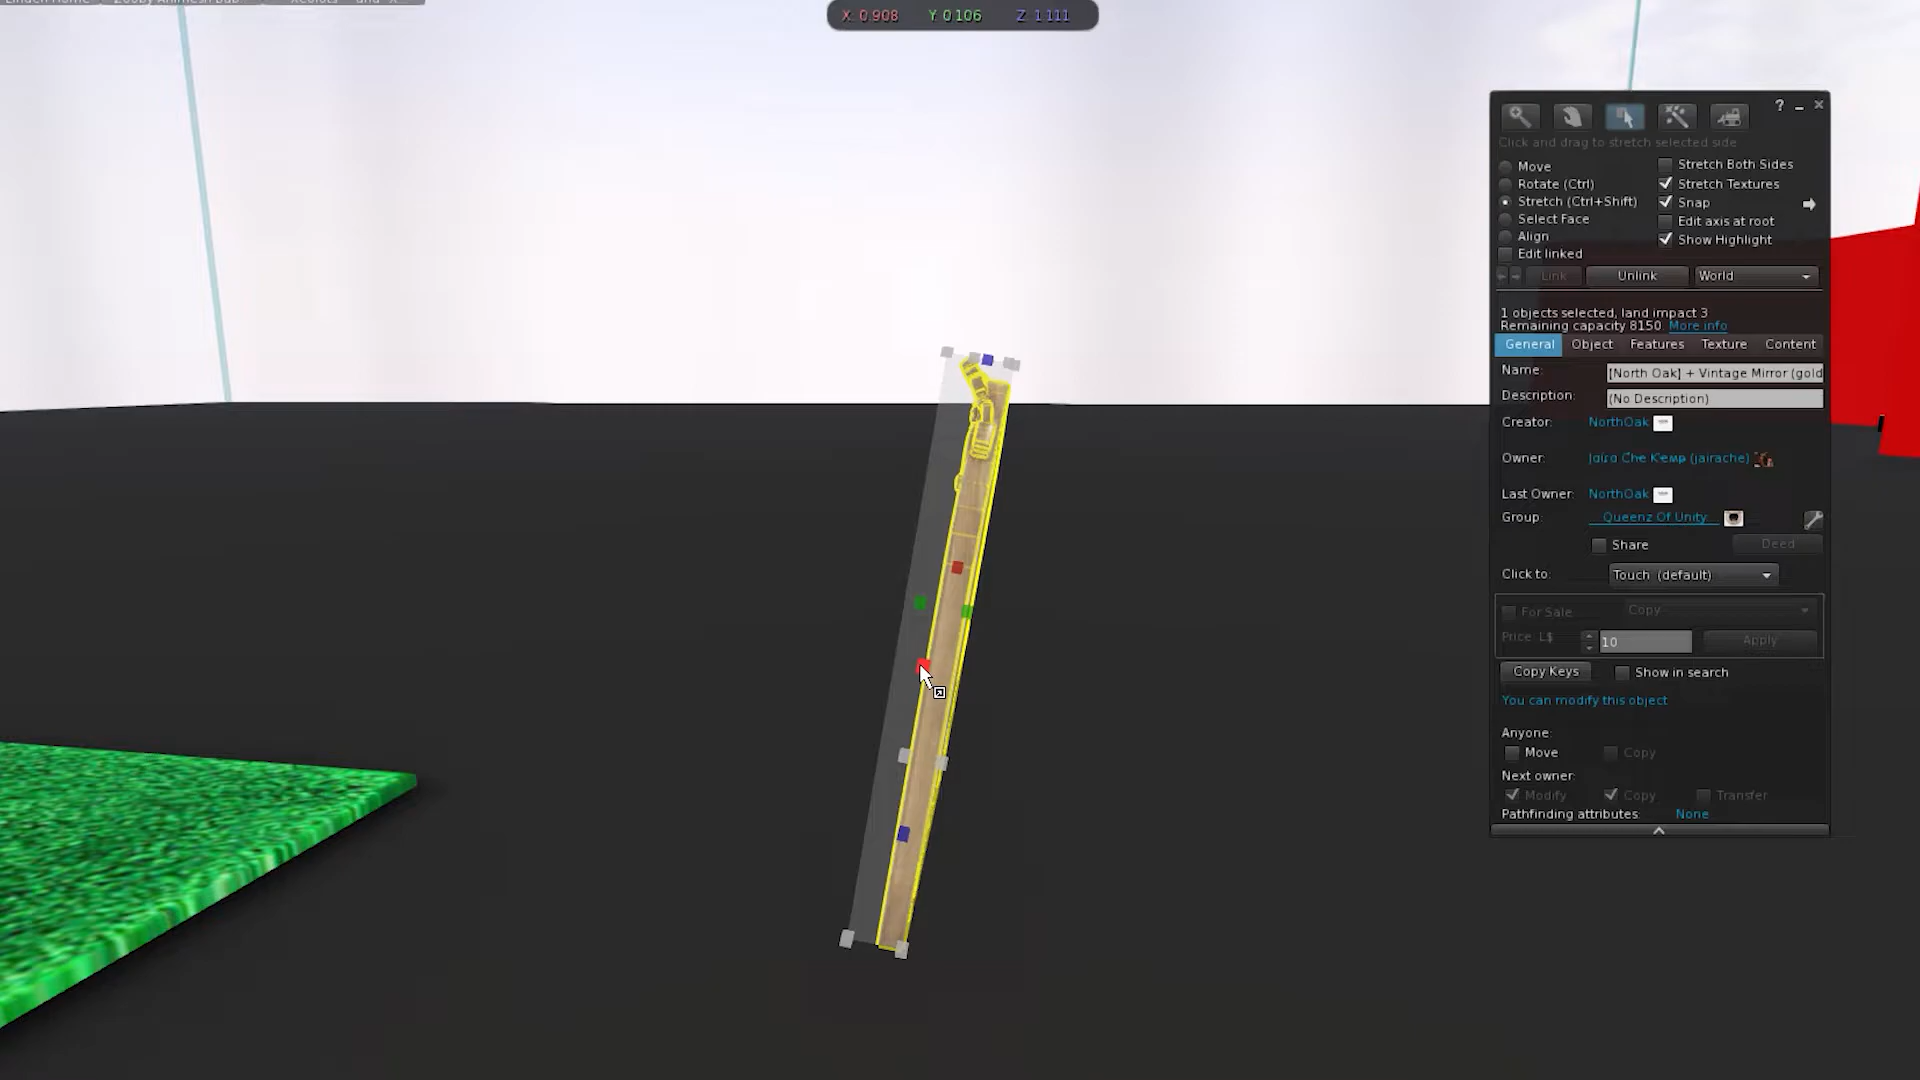 Linden Home
Zooby Animesh Bab
X: 0.908 Y 0.106 Z: 1.111
?
Click and drag to stretch selected side
Move
Stretch Both Sides
Rotate (Ctrl)
Stretch Textures
Stretch (Ctrl+Shift)
Snap
Select Face
Edit axis at root
Align
Show Highlight
Edit linked
Link
Unlink
World
1 objects selected, land impact 3
Remaining capacity 8150. More info
General
Object
Features
Texture
Content
Name:
[North Oak] + Vintage Mirror (gold
Description:
(No Description)
Creator:
NorthOak
Owner:
(jairache)
Last Owner:
NorthOak
Group:
Queenz Of Unity
Share
Deed
Click to:
Touch (default)
For Sale
Copy
Price: L$
10
Apply
Copy Keys
Show in search
You can modify this object
Anyone:
Move
Copy
Next owner:
Modify
Copy
Transfer
Pathfinding attributes:
None